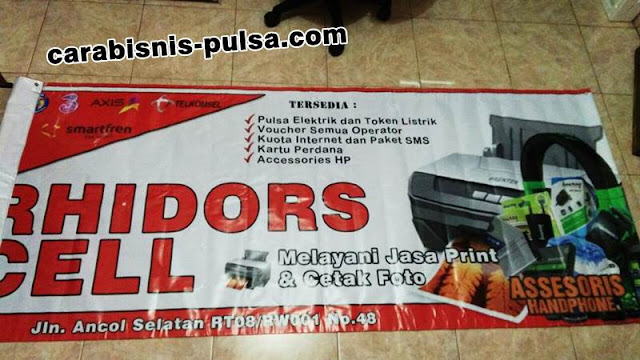 carabisnis-pulsa.com
3 AXIS TELKOMSEL
smartfren
TERSEDIA :
Pulsa Elektrik dan Token Listrik
Voucher Semua Operator
Kuota Internet dan Paket SMS
Kartu Perdana
Accessories HP
RHIDORS
CELL
Melayani Jasa Print
& Cetak Foto
ASSESORIS
HANDPHONE
Jln. Ancol Selatan RT08/RW001 No.48